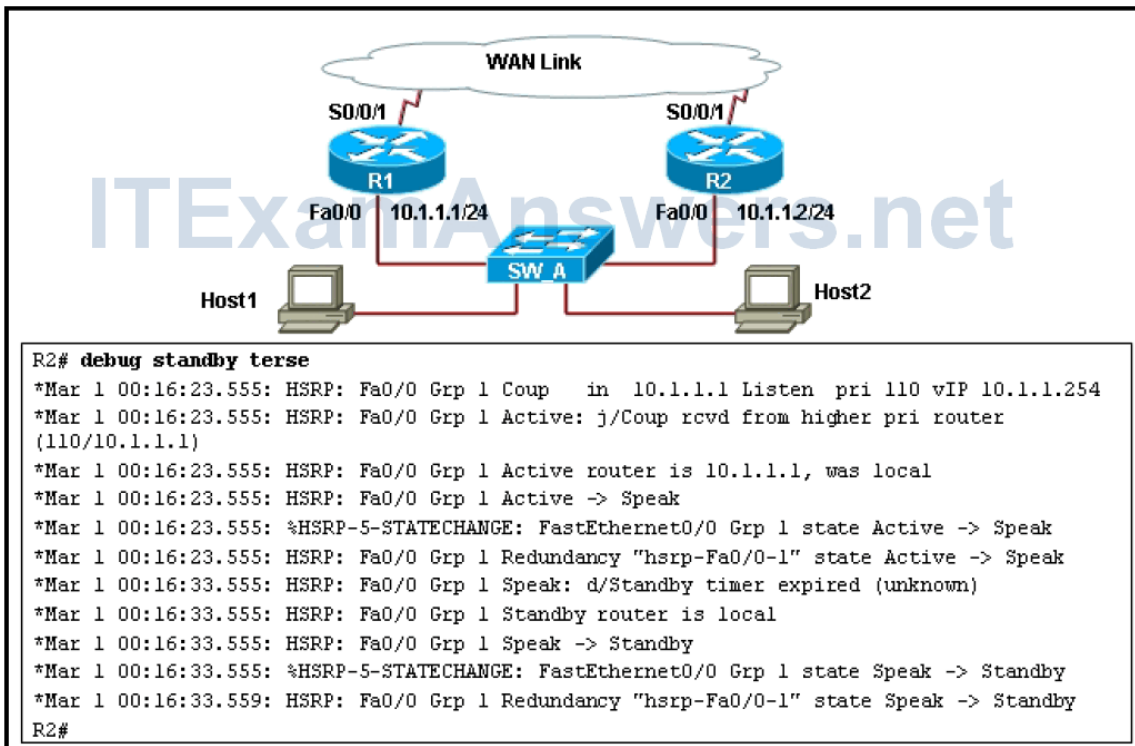 WAN Link
S0/0/1
S0/0/1
R1
R2
Fa0/0 10.1.1.1/24
Fa0/0 10.1.1.2/24
ITExamAnswers.net
SW_A
Host1
Host2
R2# debug standby terse
*Mar 1 00:16:23.555: HSRP: Fa0/0 Grp 1 Coup in 10.1.1.1 Listen pri 110 vIP 10.1.1.254
*Mar 1 00:16:23.555: HSRP: Fa0/0 Grp 1 Active: j/Coup rcvd from higher pri router
(110/10.1.1.1)
*Mar 1 00:16:23.555: HSRP: Fa0/0 Grp 1 Active router is 10.1.1.1, was local
*Mar 1 00:16:23.555: HSRP: Fa0/0 Grp 1 Active -> Speak
*Mar 1 00:16:23.555: %HSRP-5-STATECHANGE: FastEthernet0/0 Grp 1 state Active -> Speak
*Mar 1 00:16:23.555: HSRP: Fa0/0 Grp 1 Redundancy "hsrp-Fa0/0-1" state Active -> Speak
*Mar 1 00:16:33.555: HSRP: Fa0/0 Grp 1 Speak: d/Standby timer expired (unknown)
*Mar 1 00:16:33.555: HSRP: Fa0/0 Grp 1 Standby router is local
*Mar 1 00:16:33.555: HSRP: Fa0/0 Grp 1 Speak -> Standby
*Mar 1 00:16:33.555: %HSRP-5-STATECHANGE: FastEthernet0/0 Grp 1 state Speak -> Standby
*Mar 1 00:16:33.559: HSRP: Fa0/0 Grp 1 Redundancy "hsrp-Fa0/0-1" state Speak -> Standby
R2#